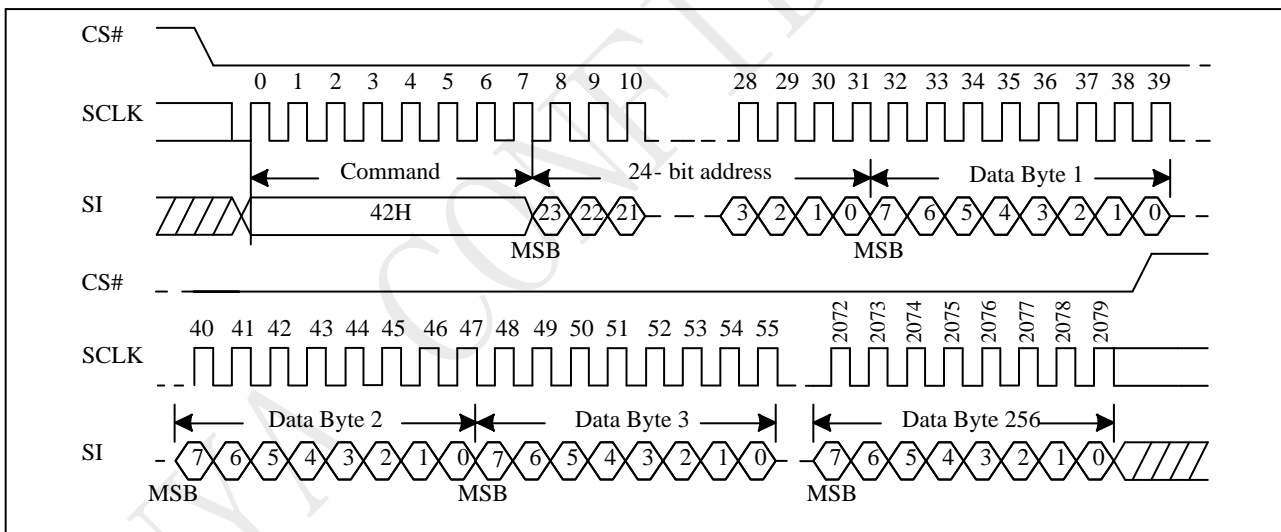 CS#
0 1 2 3 4 5 6 7 8 9 10 28 29 30 31 32 33 34 35 36 37 38 39
SCLK
Command 24- bit address Data Byte 1
SI
42H 23 22 21 3 2 1 0 7 6 5 4 3 2 1 0
MSB MSB
CS#
40 41 42 43 44 45 46 47 48 49 50 51 52 53 54 55 2072 2073 2074 2075 2076 2077 2078 2079
SCLK
Data Byte 2 Data Byte 3 Data Byte 256
SI
7 6 5 4 3 2 1 0 7 6 5 4 3 2 1 0 7 6 5 4 3 2 1 0
MSB MSB MSB